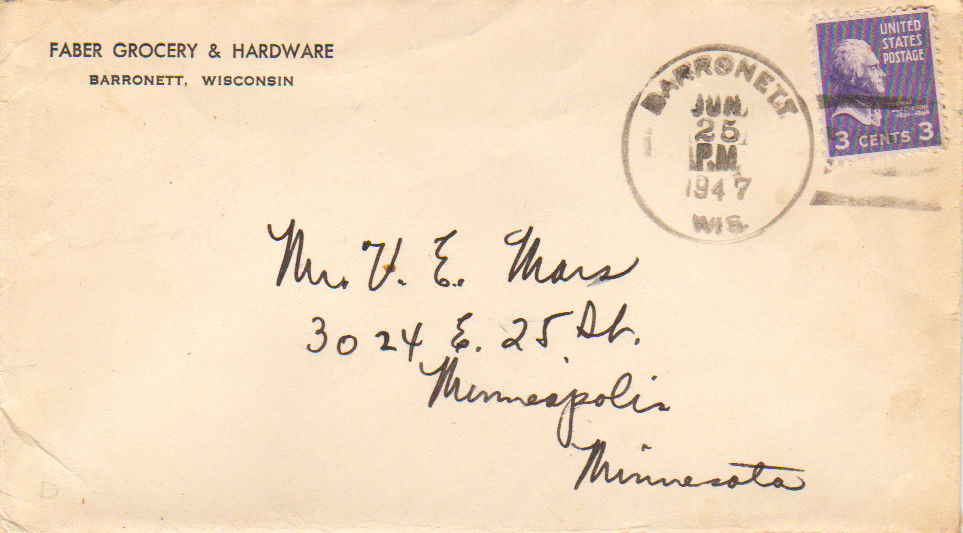 FABER GROCERY & HARDWARE
BARRONETT, WISCONSIN
BARRONETT.
JUN
25
P.M.
1947
WIS.
UNITED
STATES
POSTAGE
3 CENTS 3
Mr. V. E. Mars
3024 E. 25 St.
Minneapolis
Minnesota